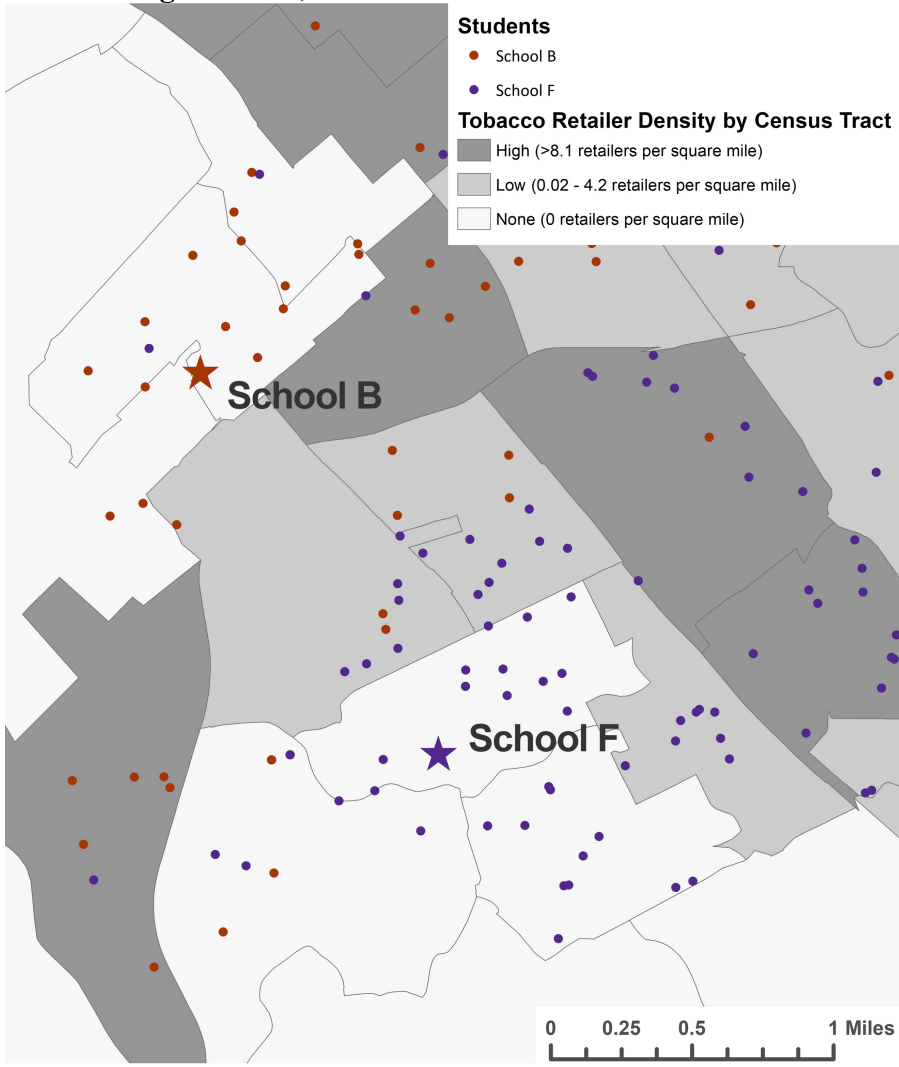 Students
School B
School F
Tobacco Retailer Density by Census Tract
High (>8.1 retailers per square mile)
Low (0.02 - 4.2 retailers per square mile)
None (0 retailers per square mile)
School B
School F
0 0.25 0.5 1 Miles